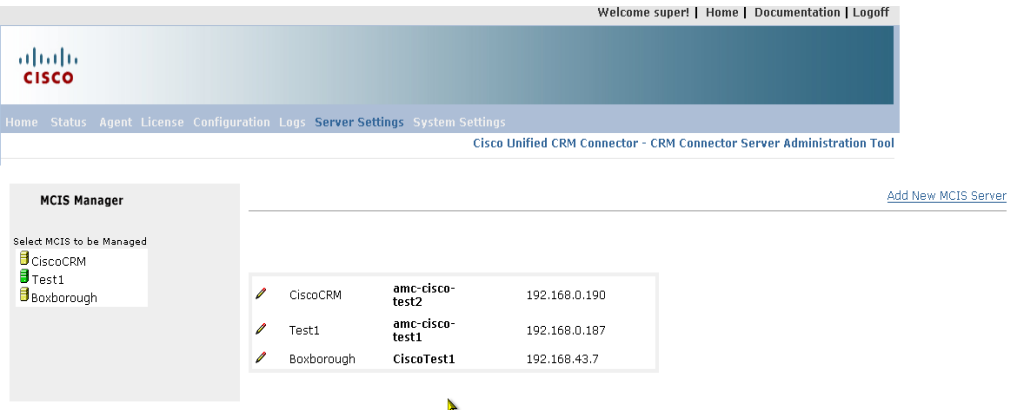 Welcome super! | Home | Documentation | Logoff
CISCO
Home Status Agent License Configuration Logs Server Settings System Settings
Cisco Unified CRM Connector - CRM Connector Server Administration Tool
MCIS Manager
Add New MCIS Server
Select MCIS to be Managed
CiscoCRM
Test1
Boxborough
CiscoCRM amc-cisco-
test2 192.168.0.190
Test1 amc-cisco-
test1 192.168.0.187
Boxborough CiscoTest1 192.168.43.7